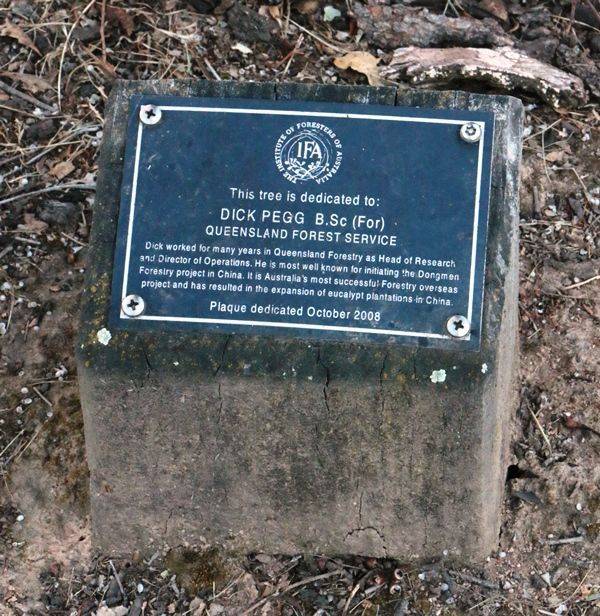 THE INSTITUTE OF FORESTERS OF AUSTRALIA
IFA
This tree is dedicated to:
DICK PEGG B.Sc (For)
QUEENSLAND FOREST SERVICE
Dick worked for many years in Queensland Forestry as Head of Research
and Director of Operations. He is most well known for initiating the Dongmen
Forestry project in China. It is Australia's most successful Forestry overseas
project and has resulted in the expansion of eucalypt plantations in China.
Plaque dedicated October 2008